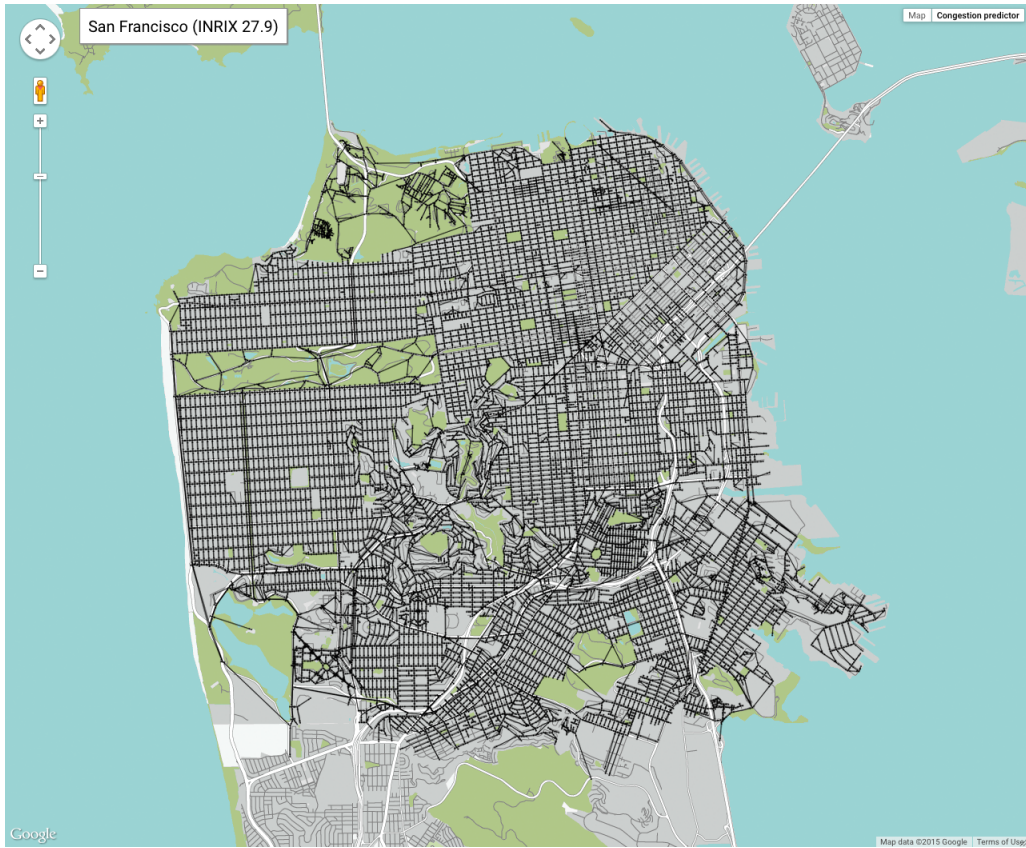 San Francisco (INRIX 27.9)
Map
Congestion predictor
+
−
Google
Map data ©2015 Google
Terms of Use